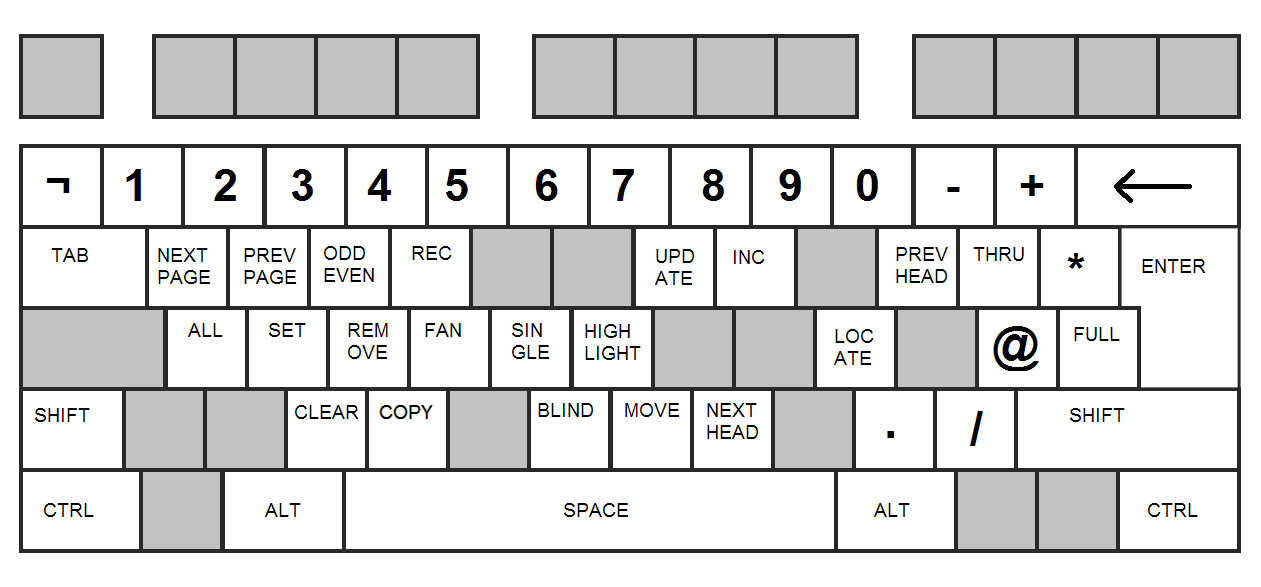 ¬ 1 2 3 4 5 6 7 8 9 0 - + ←
TAB
NEXT
PAGE
PREV
PAGE
ODD
EVEN
REC
UPD
ATE
INC
PREV
HEAD
THRU
*
ENTER
ALL
SET
REM
OVE
FAN
SIN
GLE
HIGH
LIGHT
LOC
ATE
@
FULL
SHIFT
CLEAR
COPY
BLIND
MOVE
NEXT
HEAD
.
/
SHIFT
CTRL
ALT
SPACE
ALT
CTRL